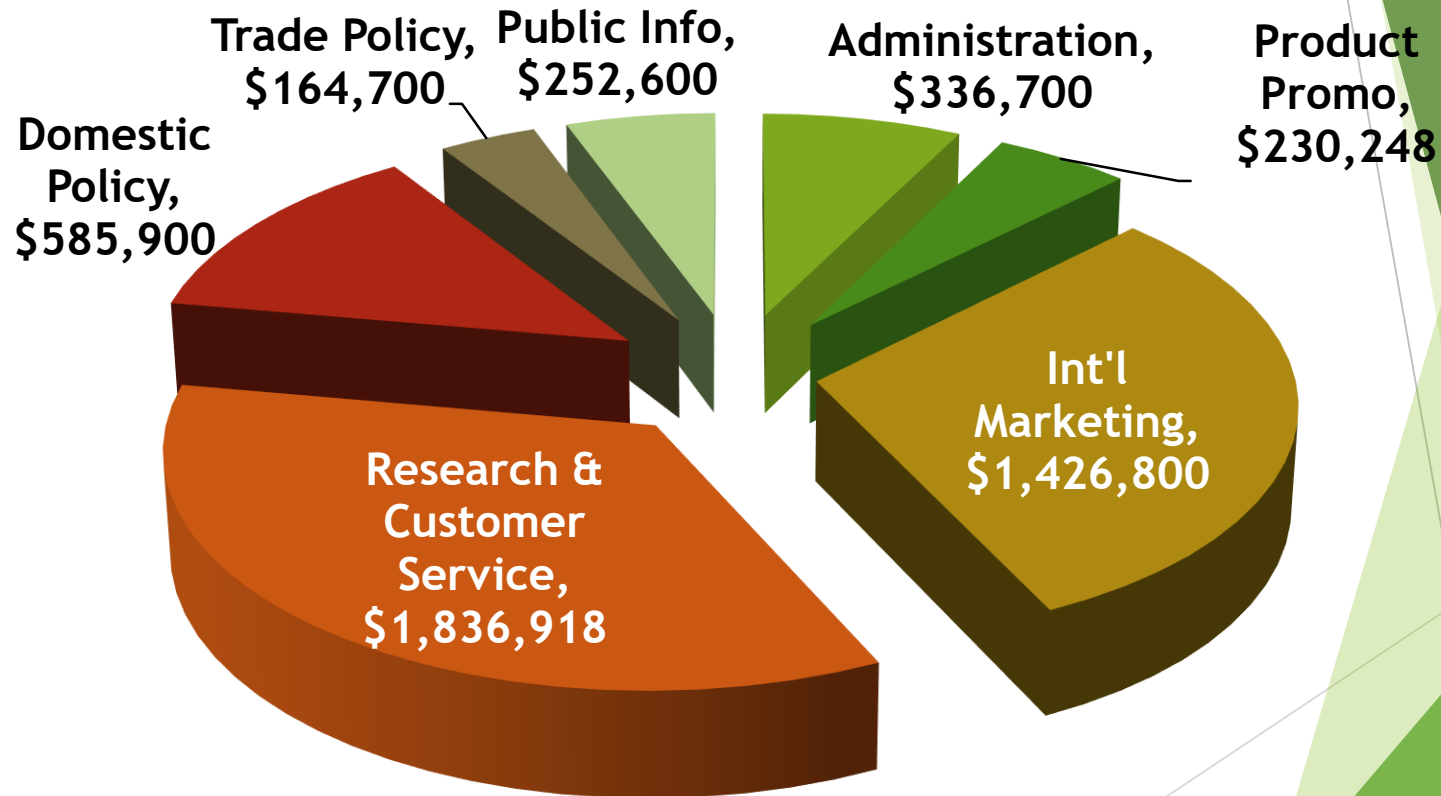 Trade Policy,
$164,700
Public Info,
$252,600
Administration,
$336,700
Product
Promo,
$230,248
Domestic
Policy,
$585,900
Int'l
Marketing,
$1,426,800
Research &
Customer
Service,
$1,836,918